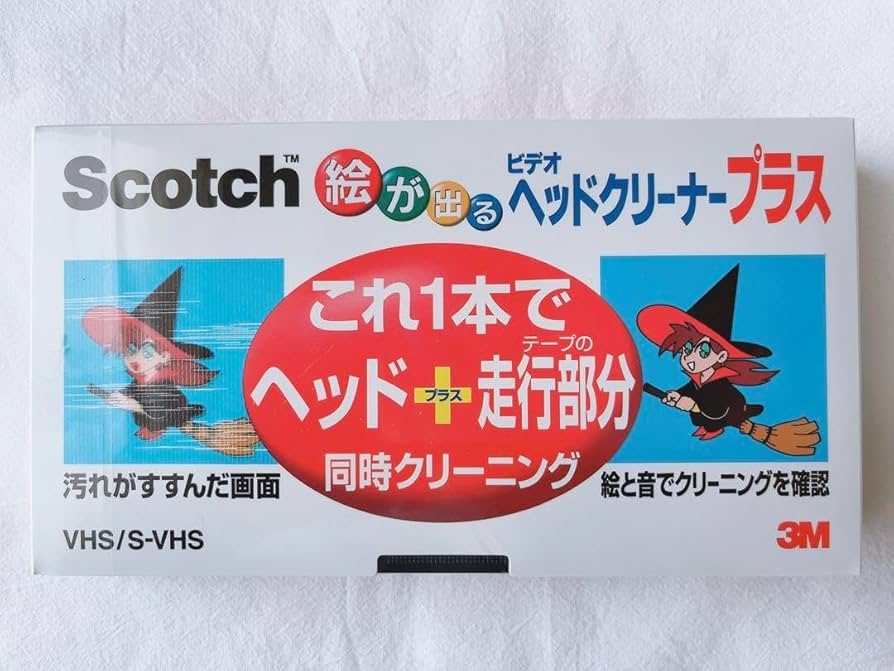 Scotch™ 絵が出るビデオヘッドクリーナープラス
これ1本で
ヘッドプラステープの走行部分
同時クリーニング
汚れがすすんだ画面
絵と音でクリーニングを確認
VHS/S-VHS
3M